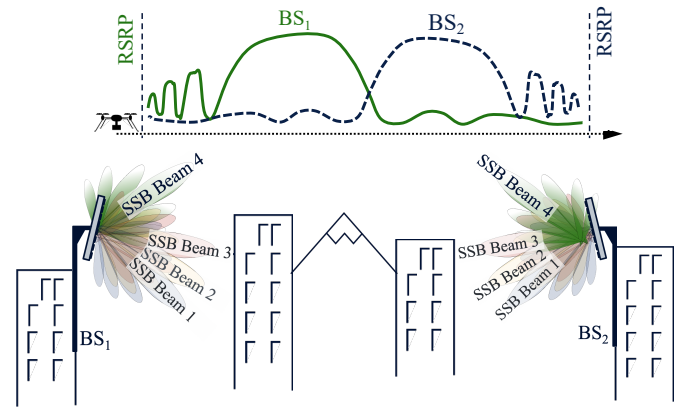 RSRP
BS1
BS2
RSRP
SSB Beam 4
SSB Beam 3
SSB Beam 2
SSB Beam 1
BS1
SSB Beam 4
SSB Beam 3
SSB Beam 2
SSB Beam 1
BS2